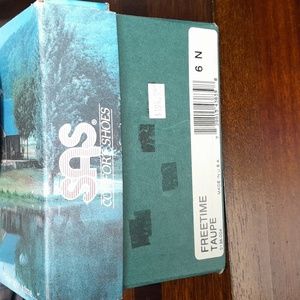 SAS®
COMFORT SHOES
FREETIME
TAUPE
6 N
MADE IN U.S.A.